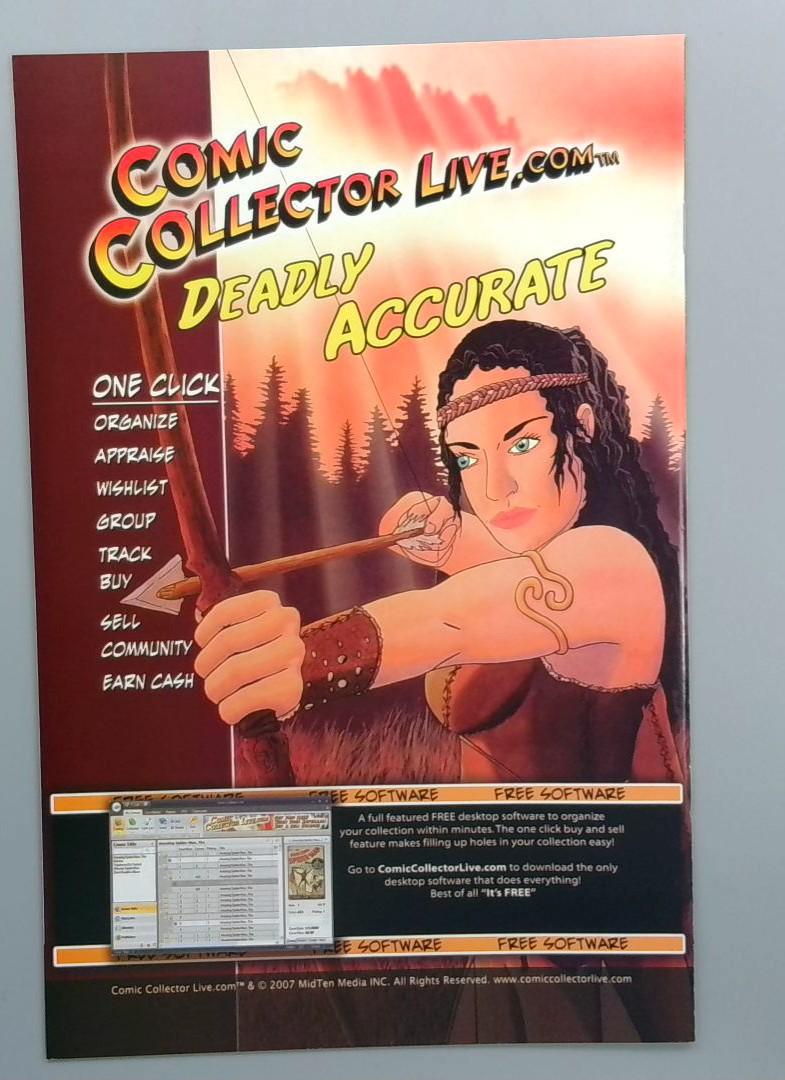 COMIC
COLLECTOR LIVE.COM™
DEADLY
ACCURATE
ONE CLICK
ORGANIZE
APPRAISE
WISHLIST
GROUP
TRACK
BUY
SELL
COMMUNITY
EARN CASH
FREE SOFTWARE FREE SOFTWARE FREE SOFTWARE
A full featured FREE desktop software to organize
your collection within minutes. The one click buy and sell
feature makes filling up holes in your collection easy!
Go to ComicCollectorLive.com to download the only
desktop software that does everything!
Best of all "It's FREE"
FREE SOFTWARE FREE SOFTWARE FREE SOFTWARE
Comic Collector Live.com™ & © 2007 MidTen Media INC. All Rights Reserved. www.comiccollectorlive.com